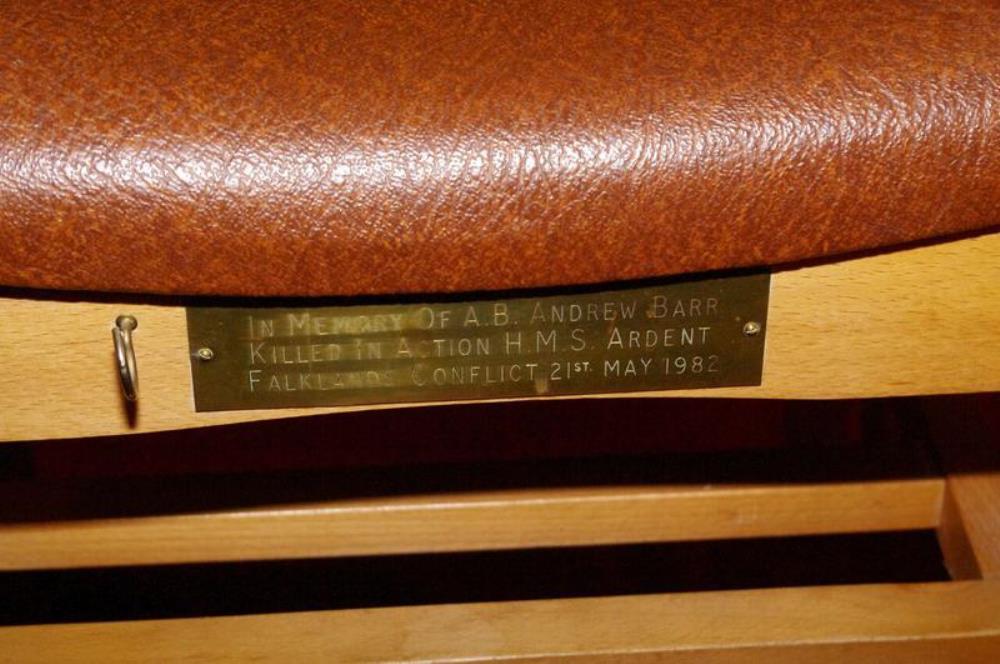 IN MEMORY OF A.B. ANDREW BARR
KILLED IN ACTION H.M.S. ARDENT
FALKLANDS CONFLICT 21ST. MAY 1982